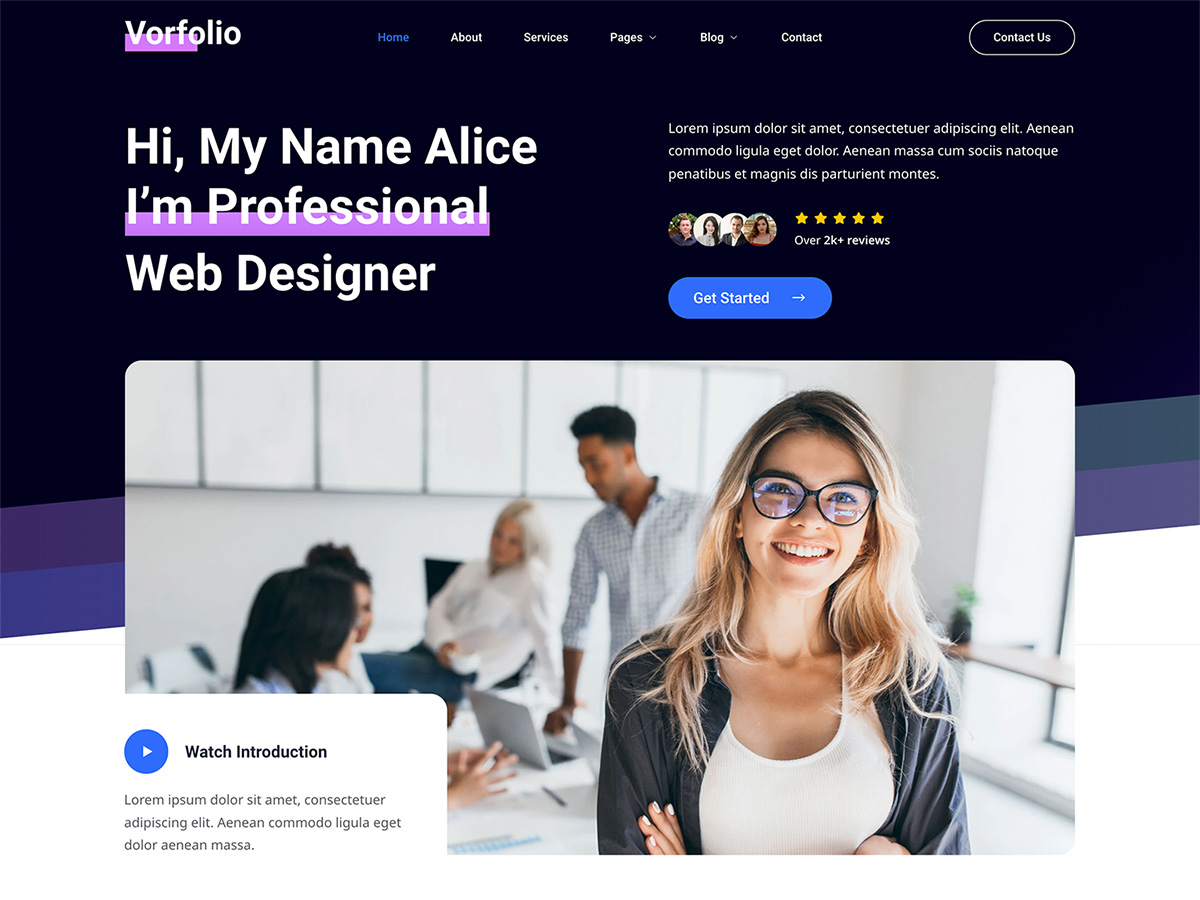 Vorfolio
Home About Services Pages Blog Contact
Contact Us
Hi, My Name Alice
I’m Professional
Web Designer
Lorem ipsum dolor sit amet, consectetuer adipiscing elit. Aenean
commodo ligula eget dolor. Aenean massa cum sociis natoque
penatibus et magnis dis parturient montes.
Over 2k+ reviews
Get Started
Watch Introduction
Lorem ipsum dolor sit amet, consectetuer
adipiscing elit. Aenean commodo ligula eget
dolor aenean massa.